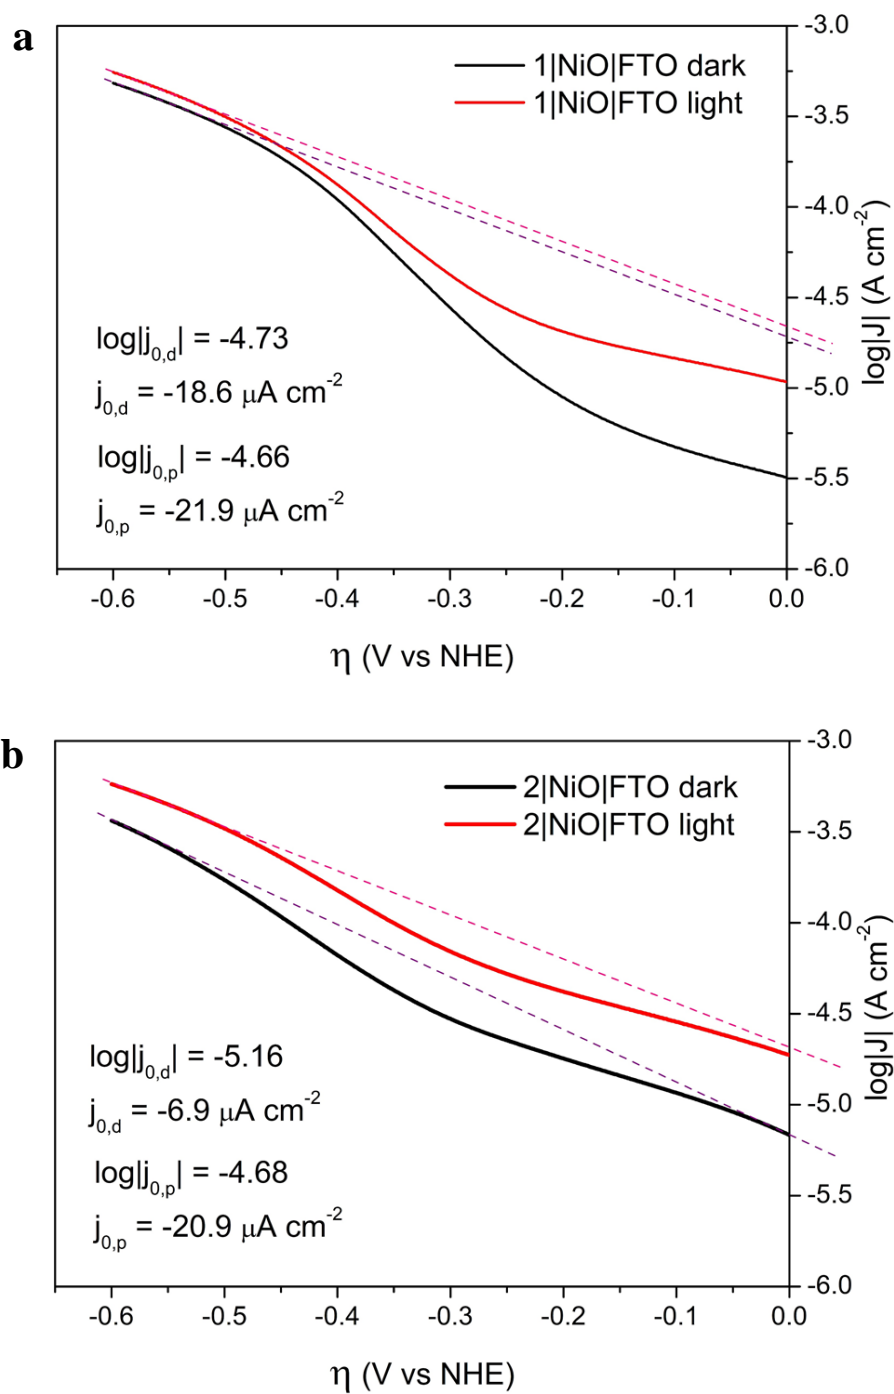 a
1|NiO|FTO dark
1|NiO|FTO light
log|j0,d| = -4.73
j0,d = -18.6 μA cm-2
log|j0,p| = -4.66
j0,p = -21.9 μA cm-2
-3.0
-3.5
-4.0
-4.5
-5.0
-5.5
-6.0
log|J| (A cm-2)
-0.6 -0.5 -0.4 -0.3 -0.2 -0.1 0.0
η (V vs NHE)
b
2|NiO|FTO dark
2|NiO|FTO light
log|j0,d| = -5.16
j0,d = -6.9 μA cm-2
log|j0,p| = -4.68
j0,p = -20.9 μA cm-2
-3.0
-3.5
-4.0
-4.5
-5.0
-5.5
-6.0
log|J| (A cm-2)
-0.6 -0.5 -0.4 -0.3 -0.2 -0.1 0.0
η (V vs NHE)